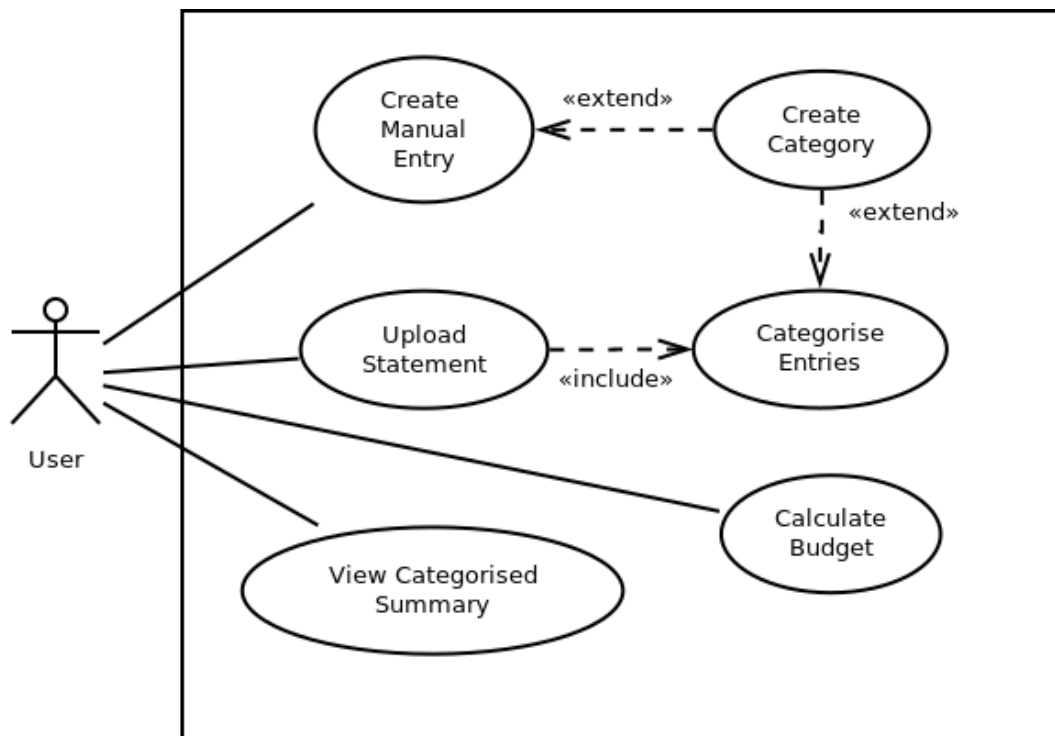 Create
Manual
Entry
«extend»
Create
Category
«extend»
Upload
Statement
«include»
Categorise
Entries
User
Calculate
Budget
View Categorised
Summary